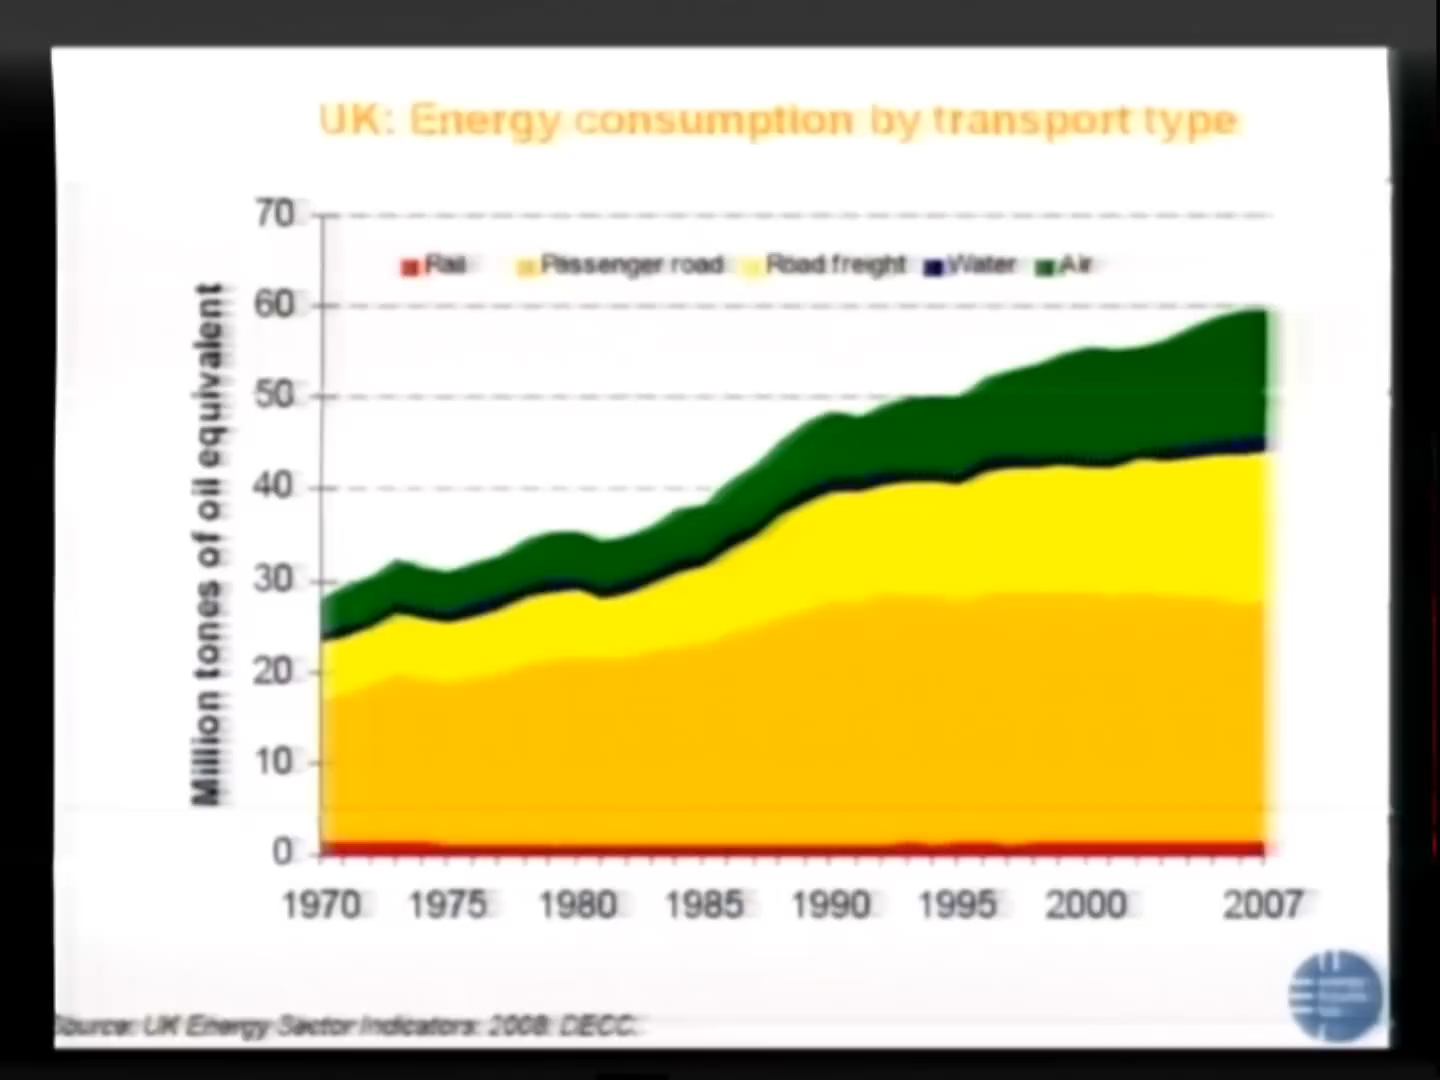 UK: Energy consumption by transport type
70
Rail Passenger road Road freight Water Air
60
50
40
30
20
10
0
Million tones of oil equivalent
1970 1975 1980 1985 1990 1995 2000 2007
Source: UK Energy Sector Indicators: 2008: DECC.